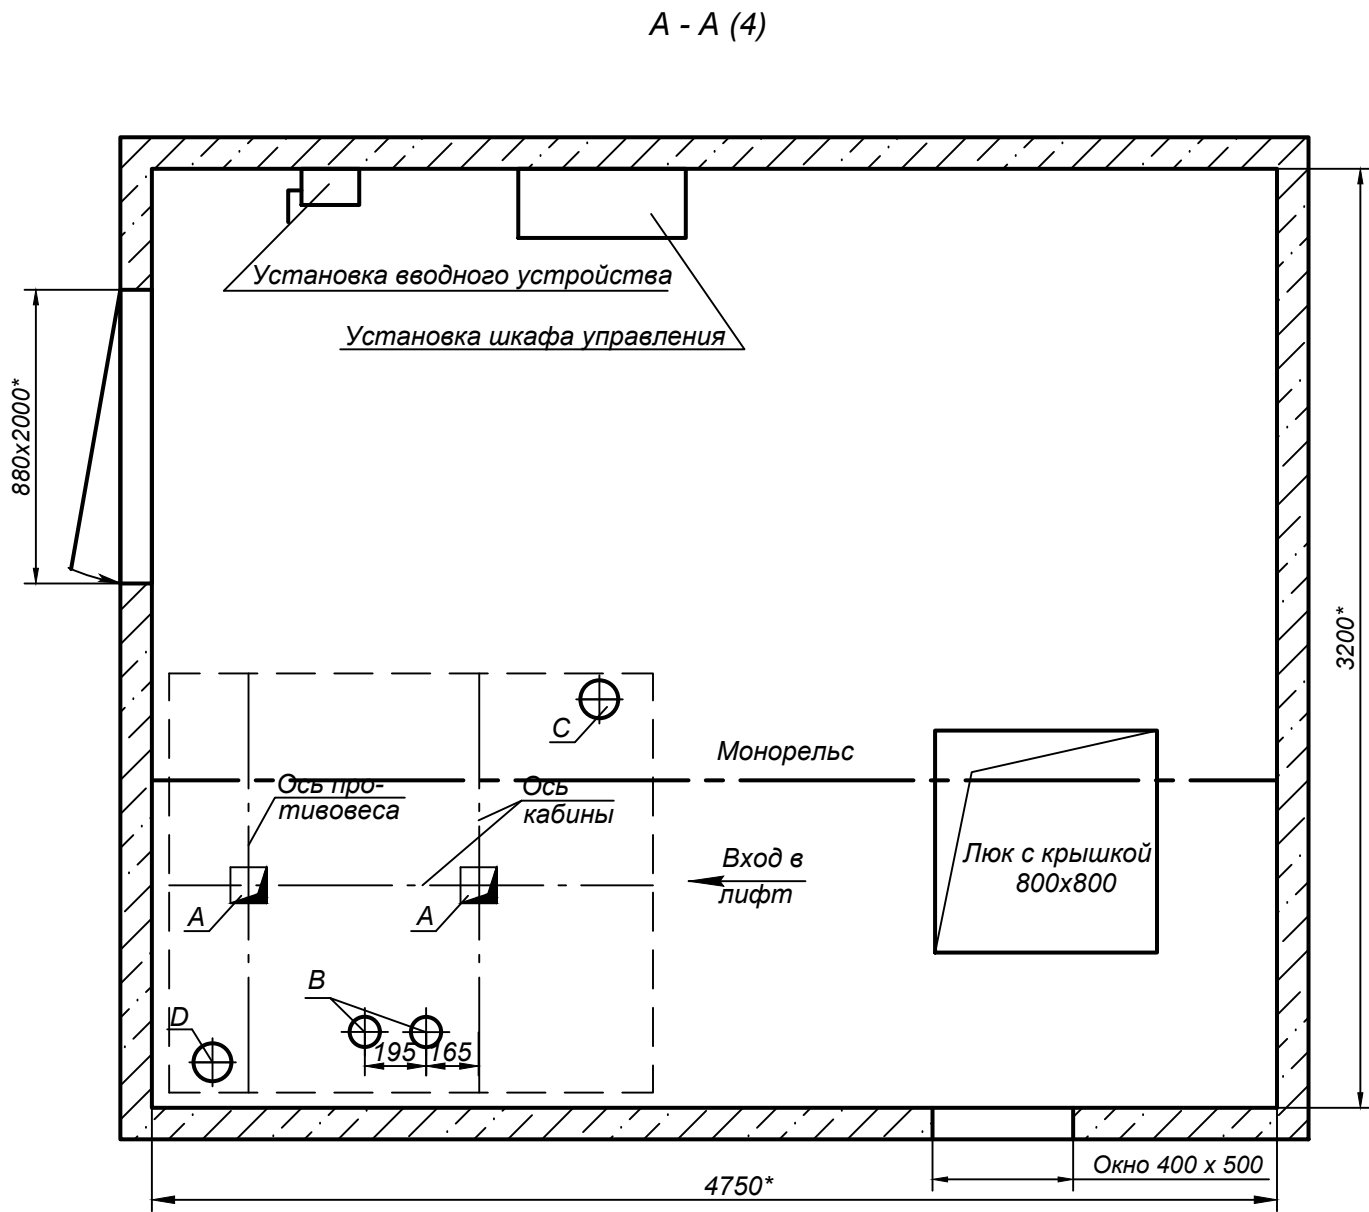 А - А (4)
Установка вводного устройства
Установка шкафа управления
880х2000*
3200*
С
Монорельс
Ось про-
тивовеса
Ось
кабины
Вход в
лифт
Люк с крышкой
800х800
А
А
В
D
195
165
Окно 400 х 500
4750*